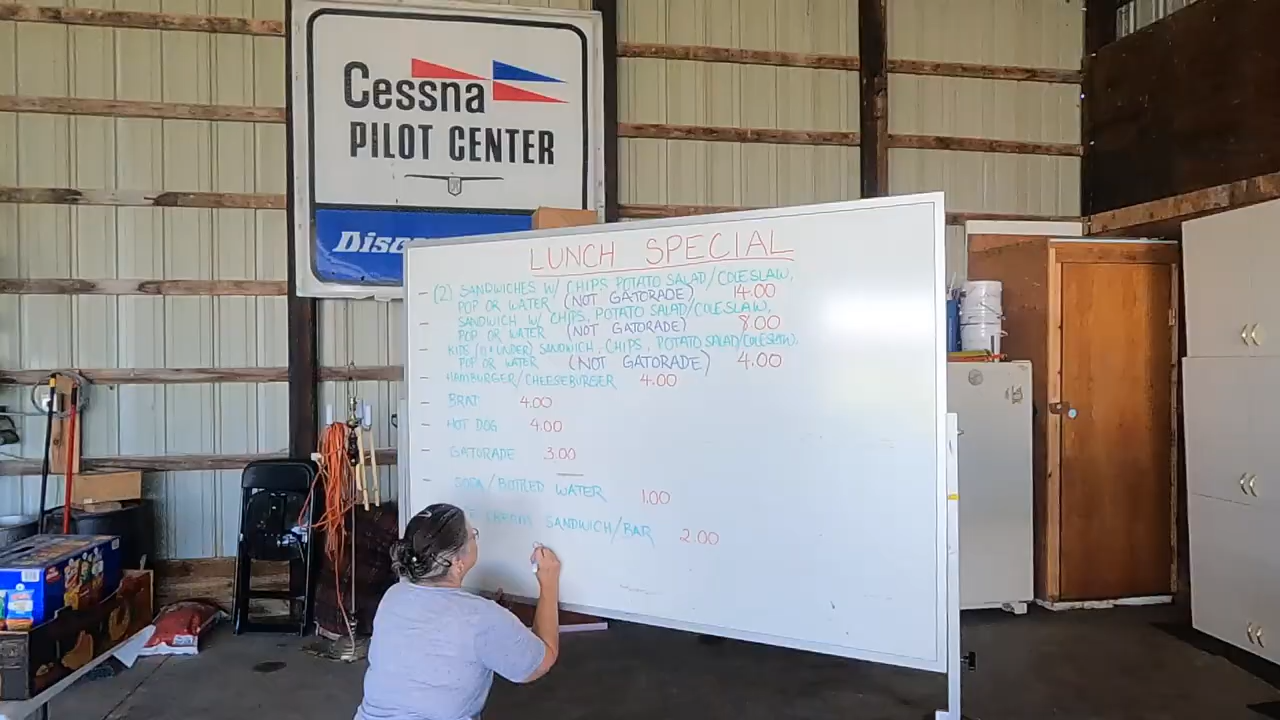 Cessna
PILOT CENTER
Disc
LUNCH SPECIAL
- (2) SANDWICHES W/ CHIPS, POTATO SALAD/COLESLAW,
POP OR WATER (NOT GATORADE) 14.00
- SANDWICH W/ CHIPS, POTATO SALAD/COLESLAW,
POP OR WATER (NOT GATORADE) 8.00
- KIDS (11 & UNDER) SANDWICH, CHIPS, POTATO SALAD/COLESLAW,
POP OR WATER (NOT GATORADE) 4.00
- HAMBURGER/CHEESEBURGER 4.00
- BRAT 4.00
- HOT DOG 4.00
- GATORADE 3.00
- SODA/BOTTLED WATER 1.00
CREAM SANDWICH/BAR 2.00